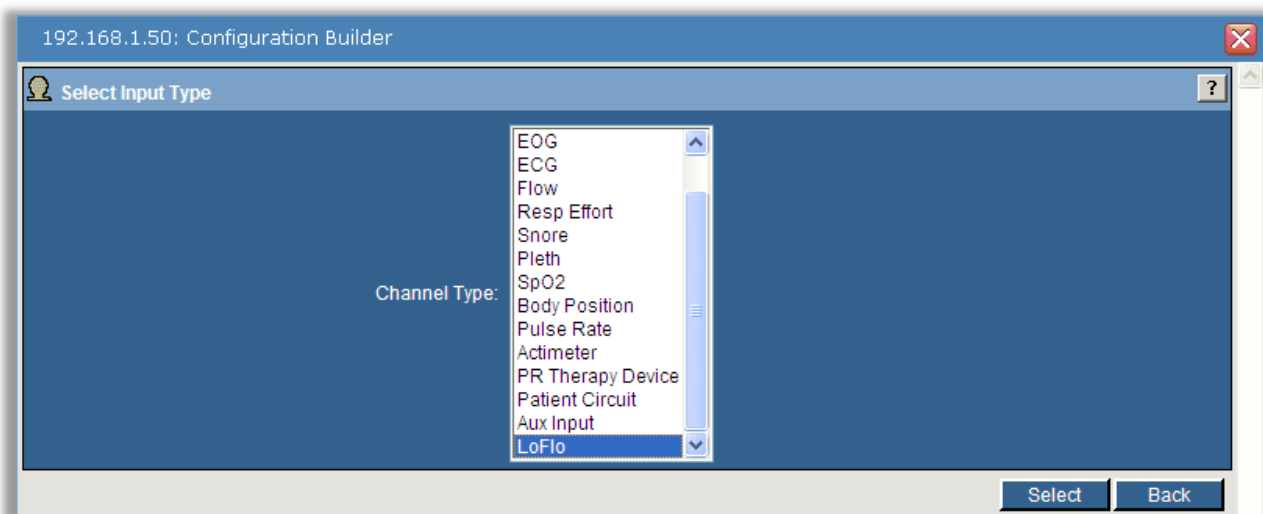 192.168.1.50: Configuration Builder
Select Input Type
?
EOG
ECG
Flow
Resp Effort
Snore
Pleth
SpO2
Channel Type:
Body Position
Pulse Rate
Actimeter
PR Therapy Device
Patient Circuit
Aux Input
LoFlo
Select Back